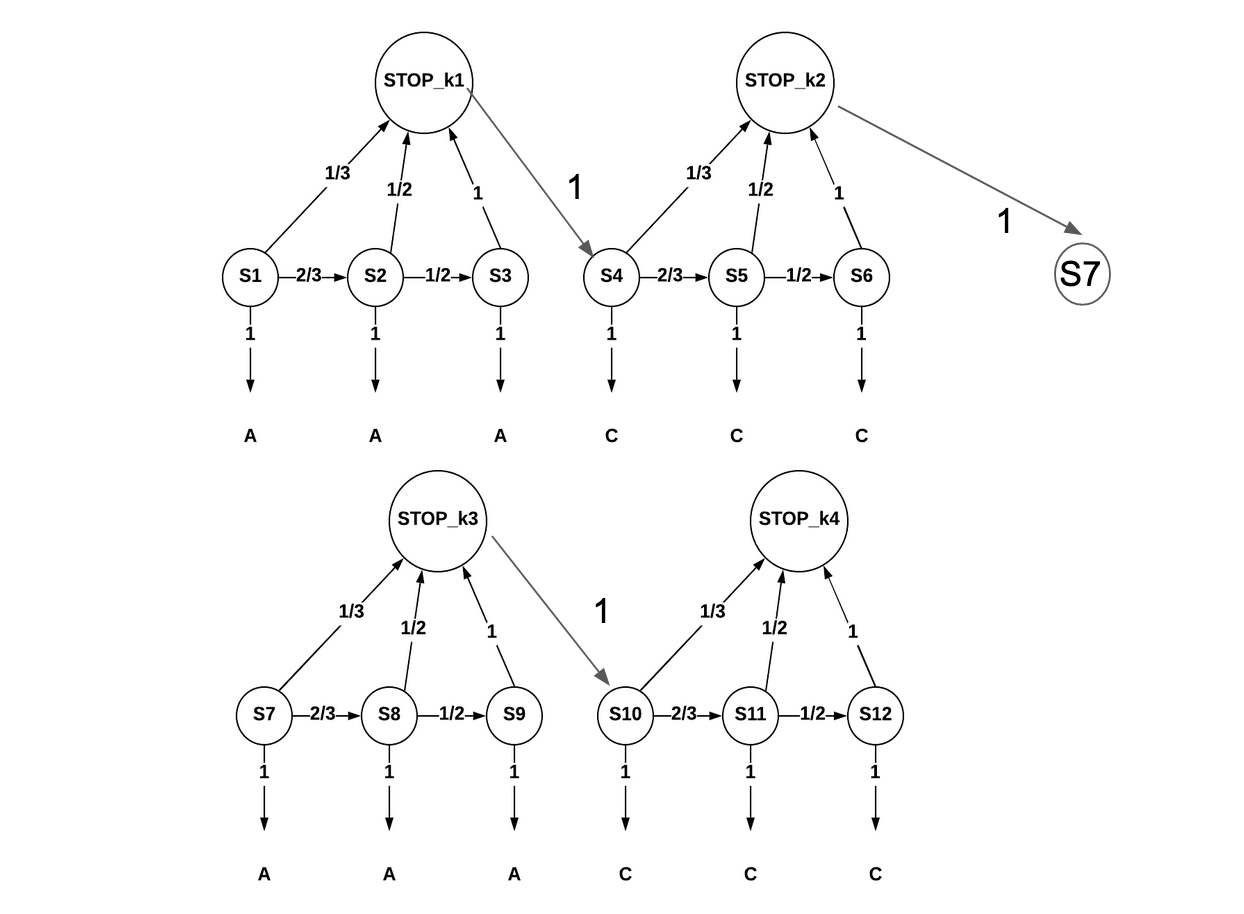 STOP_k1 STOP_k2
1/3 1/2 1 1 1/3 1/2 1 1
S1 2/3 S2 1/2 S3 S4 2/3 S5 1/2 S6 S7
1 1 1 1 1 1
A A A C C C
STOP_k3 STOP_k4
1/3 1/2 1 1 1/3 1/2 1
S7 2/3 S8 1/2 S9 S10 2/3 S11 1/2 S12
1 1 1 1 1 1
A A A C C C